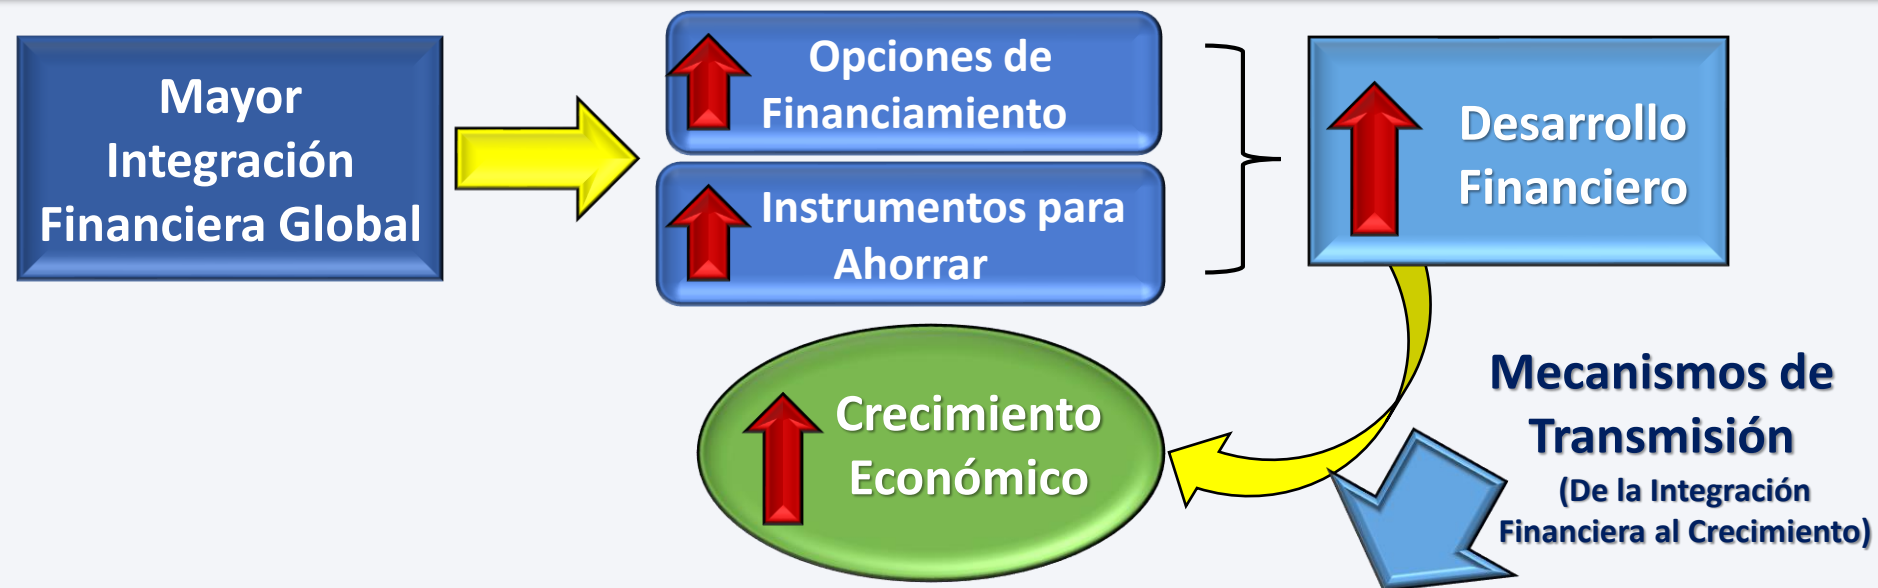 Mayor
Integración
Financiera Global
Opciones de
Financiamiento
Instrumentos para
Ahorrar
Desarrollo
Financiero
Crecimiento
Económico
Mecanismos de
Transmisión
(De la Integración
Financiera al Crecimiento)